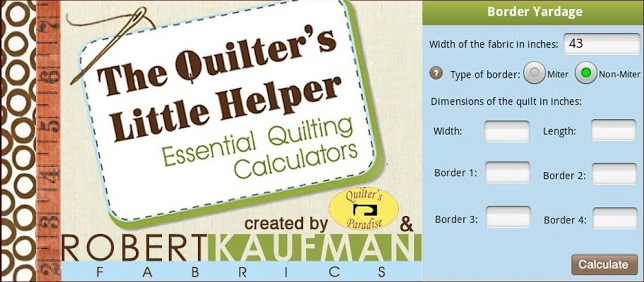 The Quilter's
Little Helper
Essential Quilting
Calculators
created by Quilter's Paradise &
ROBERTKAUFMAN
FABRICS
Border Yardage
Width of the fabric in inches: 43
? Type of border: Miter Non-Miter
Dimensions of the quilt in inches:
Width: Length:
Border 1: Border 2:
Border 3: Border 4:
Calculate